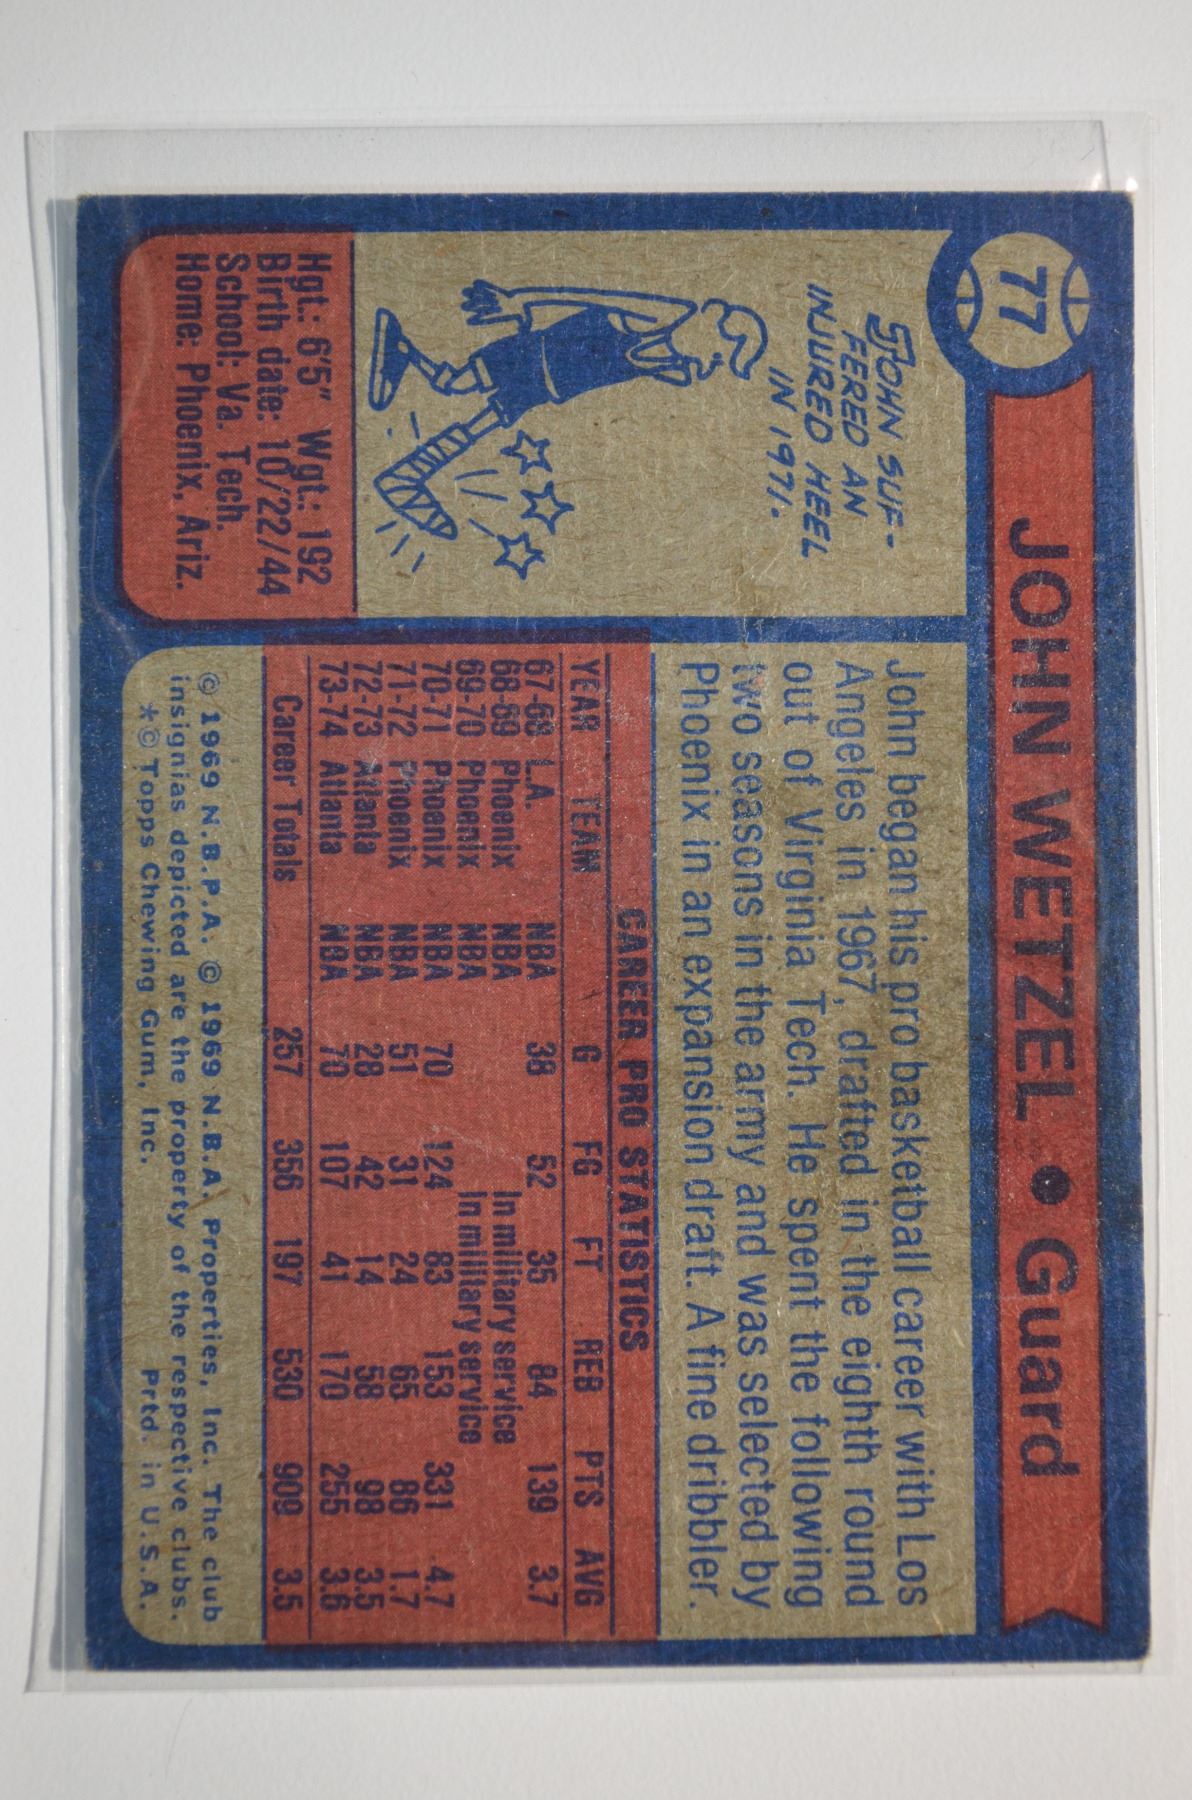 77
JOHN WETZEL • Guard
JOHN SUF-
FERED AN
INJURED HEEL
IN 1971.
Hgt.: 6'5" Wgt.: 192
Birth date: 10/22/44
School: Va. Tech.
Home: Phoenix, Ariz.
John began his pro basketball career with Los
Angeles in 1967, drafted in the eighth round
out of Virginia Tech. He spent the following
two seasons in the army and was selected by
Phoenix in an expansion draft. A fine dribbler.
CAREER PRO STATISTICS
YEAR TEAM G FG FT REB PTS AVG
67-68 L.A. NBA 38 52 35 84 139 3.7
68-69 Phoenix NBA In military service
69-70 Phoenix NBA In military service
70-71 Phoenix NBA 70 124 83 153 331 4.7
71-72 Phoenix NBA 51 31 24 65 86 1.7
72-73 Atlanta NBA 28 42 14 58 98 3.5
73-74 Atlanta NBA 70 107 41 170 255 3.6
Career Totals 257 356 197 530 909 3.5
© 1969 N.B.P.A. © 1969 N.B.A. Properties, Inc. The club
insignias depicted are the property of the respective clubs.
*© Topps Chewing Gum, Inc. Prtd. in U.S.A.